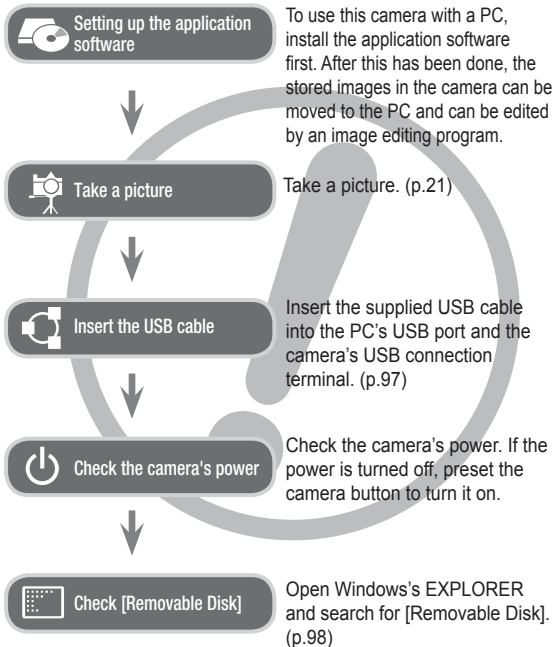 Setting up the application
software
To use this camera with a PC,
install the application software
first. After this has been done, the
stored images in the camera can be
moved to the PC and can be edited
by an image editing program.
Take a picture
Take a picture. (p.21)
Insert the USB cable
Insert the supplied USB cable
into the PC's USB port and the
camera's USB connection
terminal. (p.97)
Check the camera's power
Check the camera's power. If the
power is turned off, preset the
camera button to turn it on.
Check [Removable Disk]
Open Windows's EXPLORER
and search for [Removable Disk].
(p.98)